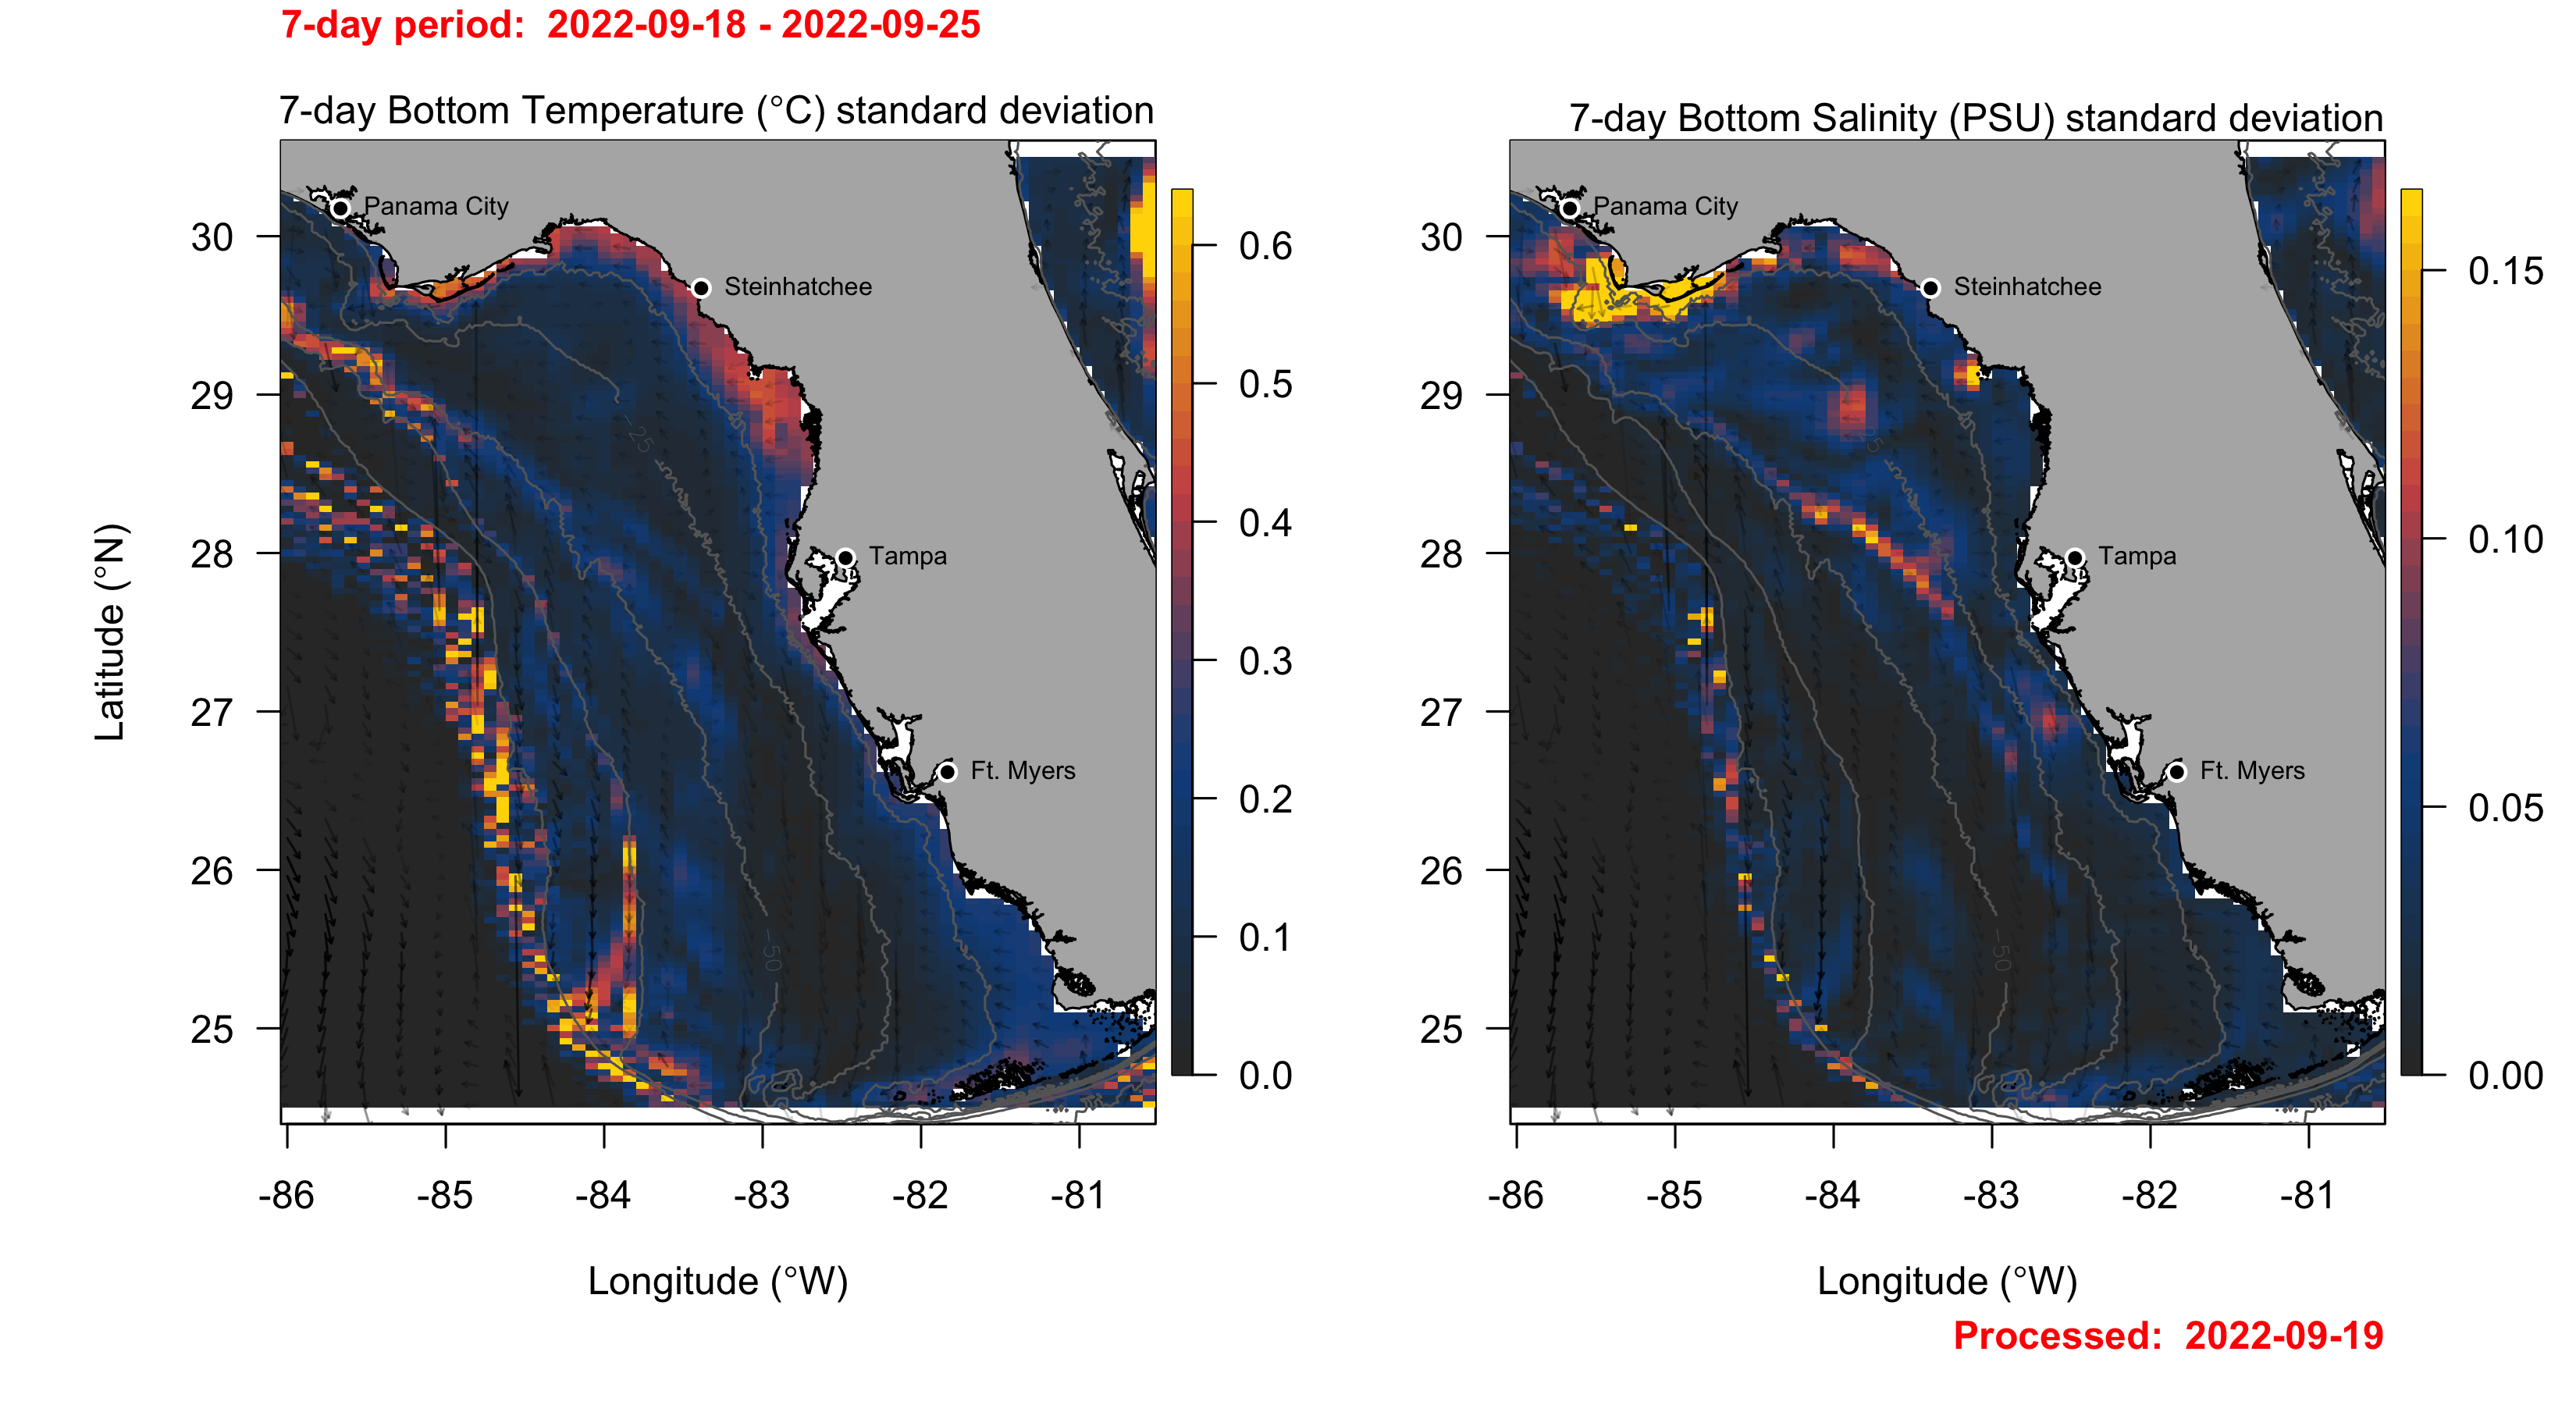 7-day period: 2022-09-18 - 2022-09-25
7-day Bottom Temperature (°C) standard deviation
Panama City
Steinhatchee
Tampa
Ft. Myers
-25
-50
30
29
28
27
26
25
Latitude (°N)
-86 -85 -84 -83 -82 -81
Longitude (°W)
0.6
0.5
0.4
0.3
0.2
0.1
0.0
7-day Bottom Salinity (PSU) standard deviation
Panama City
Steinhatchee
Tampa
Ft. Myers
-50
30
29
28
27
26
25
-86 -85 -84 -83 -82 -81
Longitude (°W)
0.15
0.10
0.05
0.00
Processed: 2022-09-19